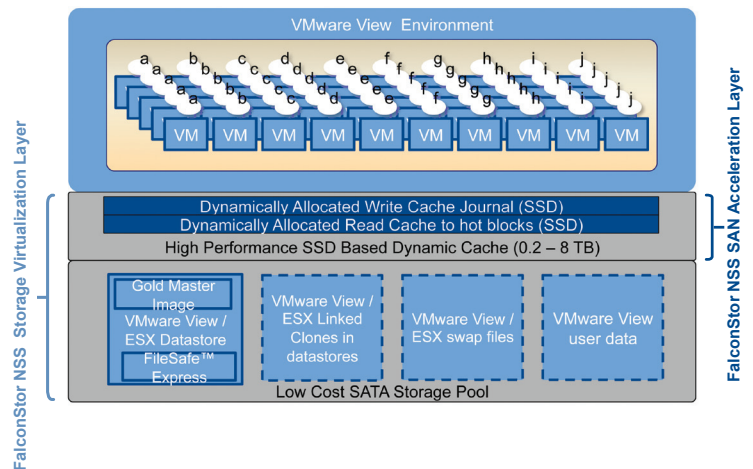 VMware View Environment
a b c d e f g h i j
a b c d e f g h i j
a b c d e f g h i j
a b c d e f g h i j
VM VM VM VM VM VM VM VM VM VM
Dynamically Allocated Write Cache Journal (SSD)
Dynamically Allocated Read Cache to hot blocks (SSD)
High Performance SSD Based Dynamic Cache (0.2 – 8 TB)
Gold Master
Image
VMware View /
ESX Datastore
FileSafe™
Express
VMware View /
ESX Linked
Clones in
datastores
VMware View /
ESX swap files
VMware View
user data
Low Cost SATA Storage Pool
FalconStor NSS Storage Virtualization Layer
FalconStor NSS SAN Acceleration Layer